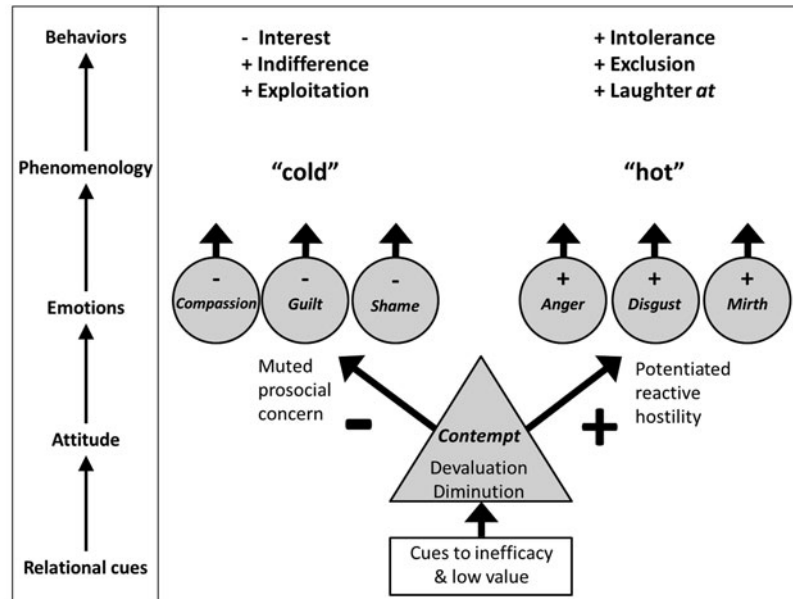 Behaviors
Phenomenology
Emotions
Attitude
Relational cues
- Interest
+ Indifference
+ Exploitation
+ Intolerance
+ Exclusion
+ Laughter at
“cold”
“hot”
-
Compassion
-
Guilt
-
Shame
+
Anger
+
Disgust
+
Mirth
Muted
prosocial
concern
-
Potentiated
reactive
hostility
+
Contempt
Devaluation
Diminution
Cues to inefficacy
& low value